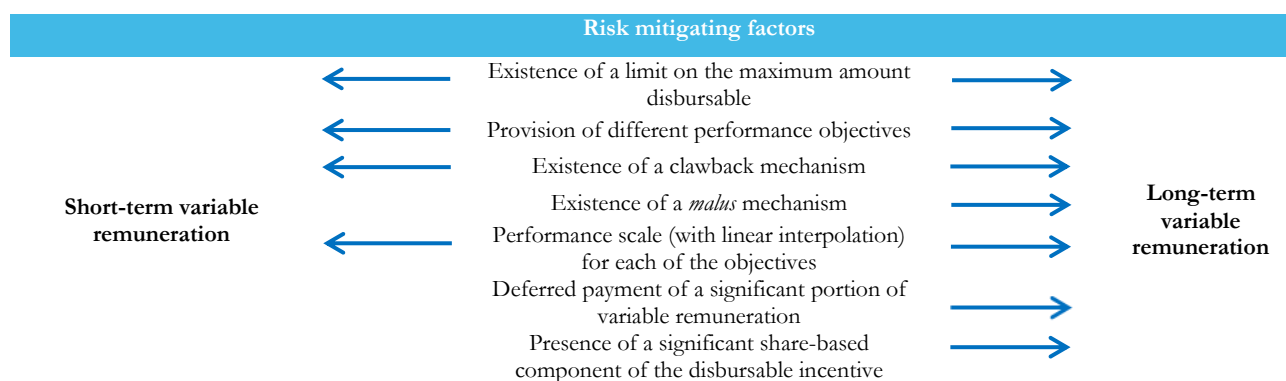 Risk mitigating factors
Existence of a limit on the maximum amount
disbursable
Provision of different performance objectives
Existence of a clawback mechanism
Short-term variable
remuneration
Existence of a malus mechanism
Long-term
variable
remuneration
Performance scale (with linear interpolation)
for each of the objectives
Deferred payment of a significant portion of
variable remuneration
Presence of a significant share-based
component of the disbursable incentive